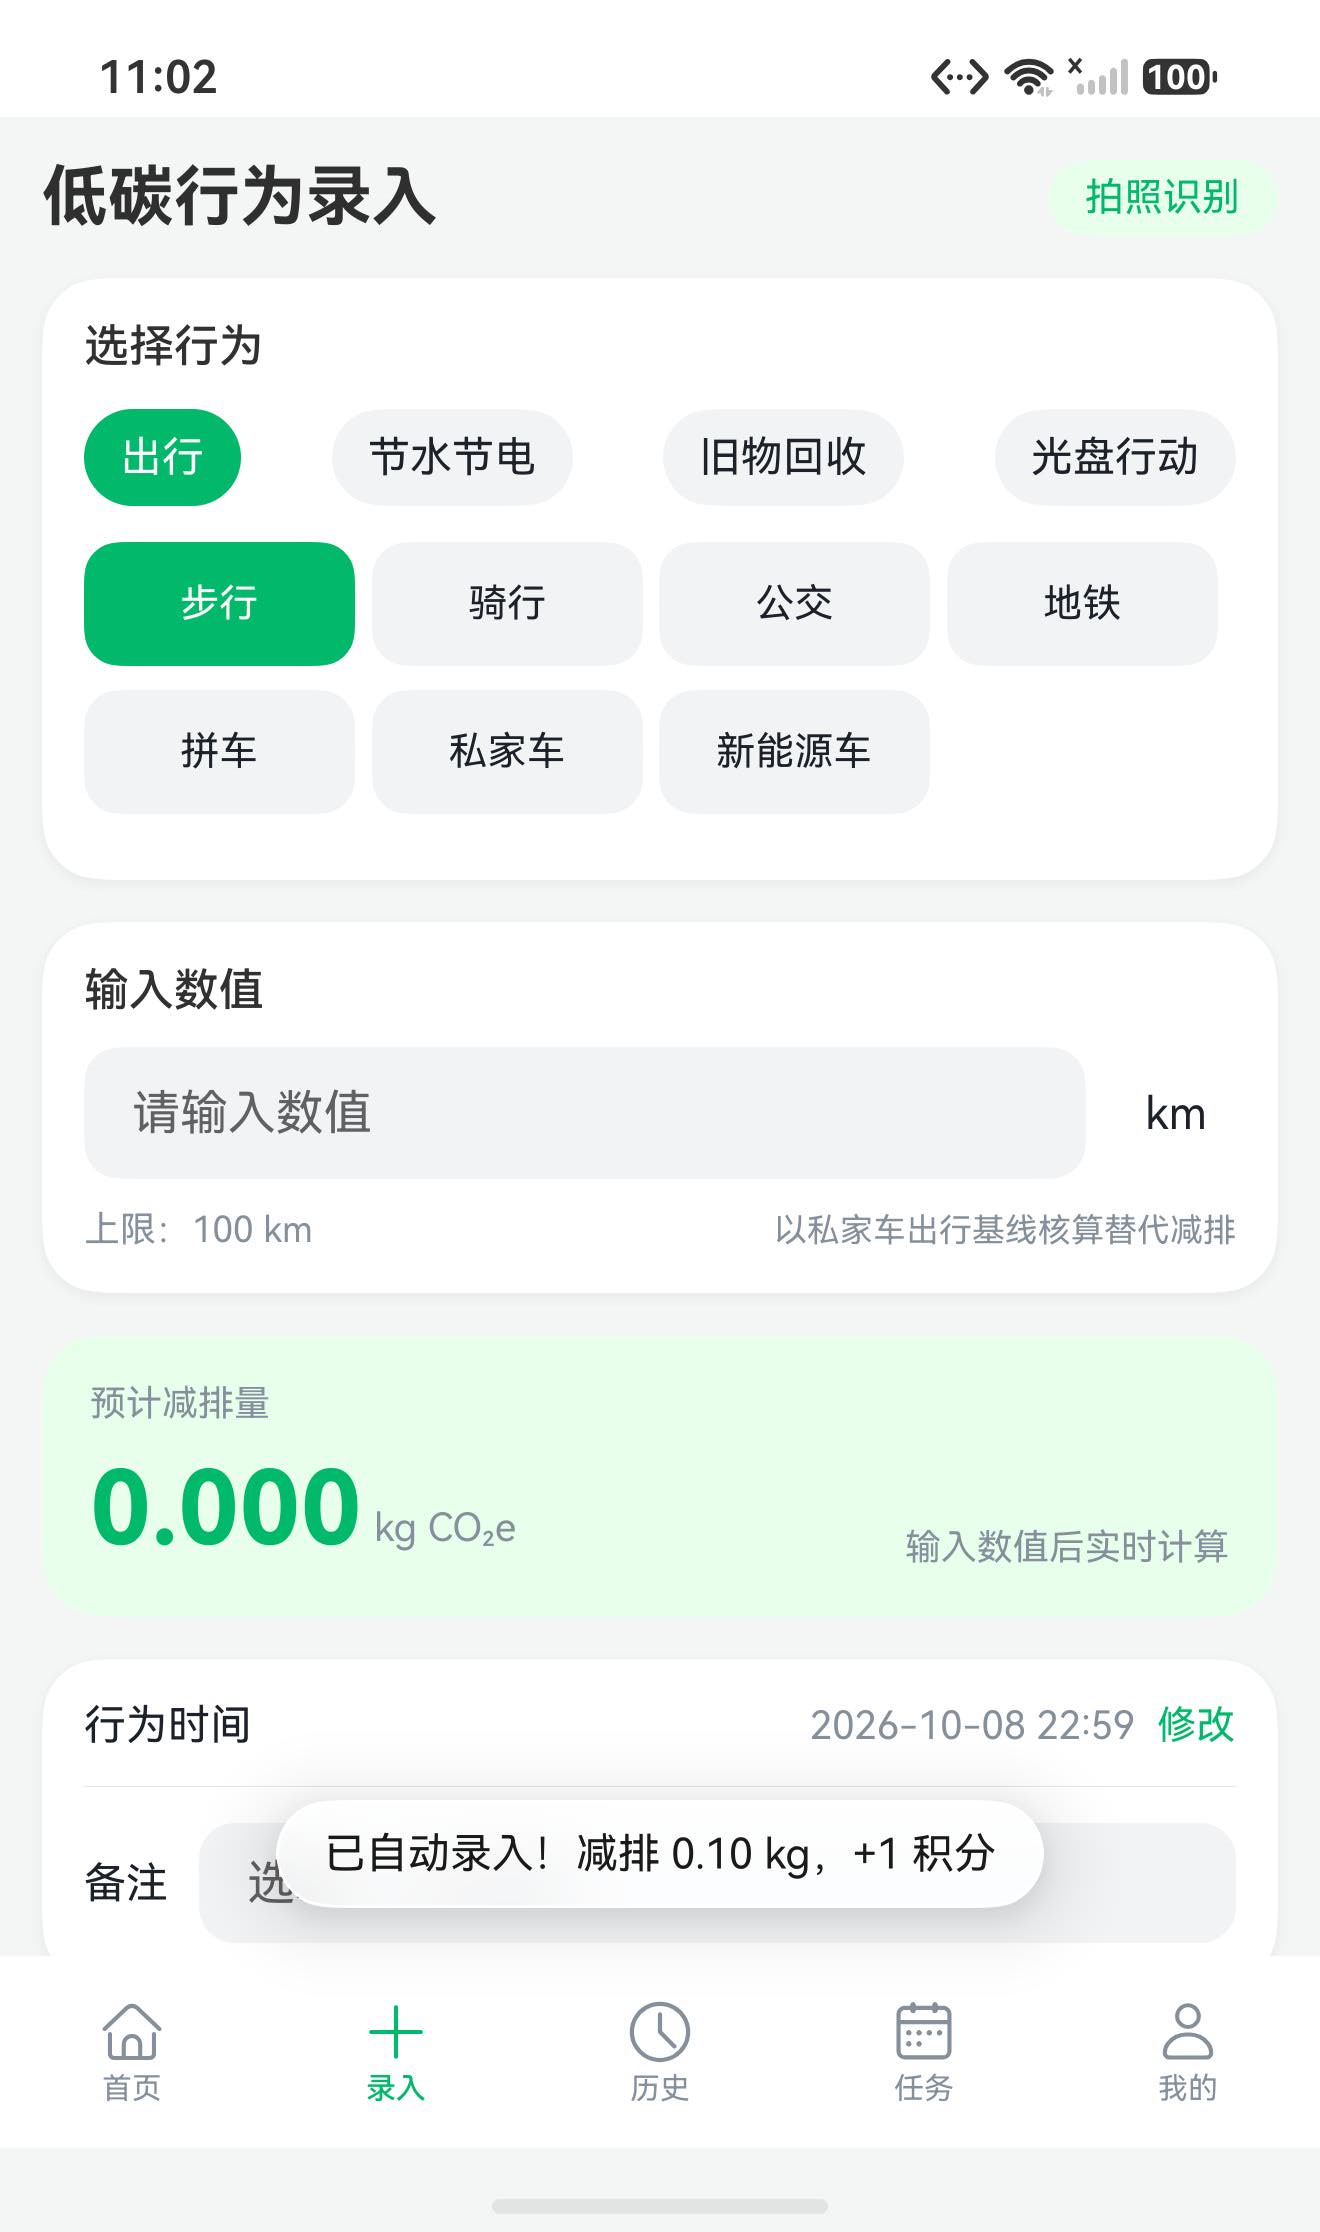 11:02
100
低碳行为录入
拍照识别
选择行为
出行 节水节电 旧物回收 光盘行动
步行 骑行 公交 地铁
拼车 私家车 新能源车
输入数值
请输入数值 km
上限： 100 km 以私家车出行基线核算替代减排
预计减排量
0.000 kg CO₂e 输入数值后实时计算
行为时间 2026-10-08 22:59 修改
已自动录入！减排 0.10 kg，+1 积分
备注 选
首页 录入 历史 任务 我的